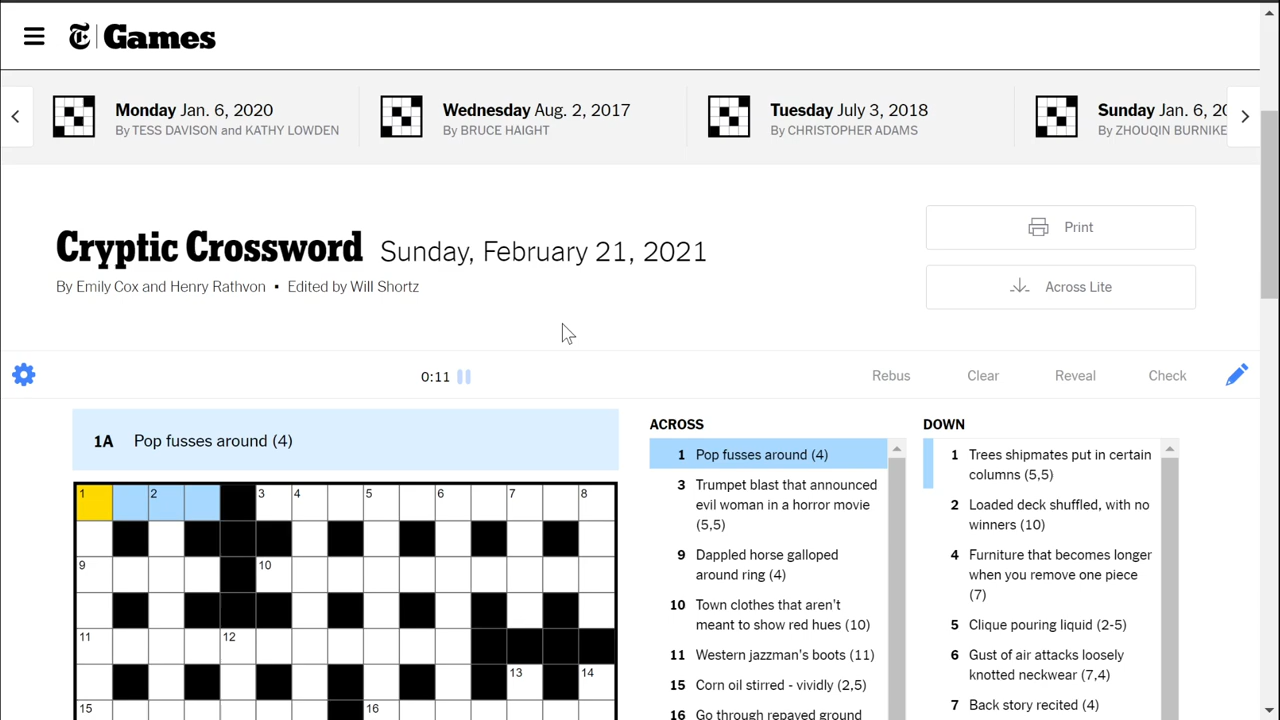 T Games
Monday Jan. 6, 2020
By TESS DAVISON and KATHY LOWDEN
Wednesday Aug. 2, 2017
By BRUCE HAIGHT
Tuesday July 3, 2018
By CHRISTOPHER ADAMS
Sunday Jan. 6, 20
By ZHOUQIN BURNIKE
Cryptic Crossword Sunday, February 21, 2021
By Emily Cox and Henry Rathvon • Edited by Will Shortz
Print
Across Lite
0:11
Rebus
Clear
Reveal
Check
1A Pop fusses around (4)
1 2 3 4 5 6 7 8
9 10
11 12
13 14
15 16
ACROSS
1 Pop fusses around (4)
3 Trumpet blast that announced
evil woman in a horror movie
(5,5)
9 Dappled horse galloped
around ring (4)
10 Town clothes that aren't
meant to show red hues (10)
11 Western jazzman's boots (11)
15 Corn oil stirred - vividly (2,5)
16 Go through repaved ground
DOWN
1 Trees shipmates put in certain
columns (5,5)
2 Loaded deck shuffled, with no
winners (10)
4 Furniture that becomes longer
when you remove one piece
(7)
5 Clique pouring liquid (2-5)
6 Gust of air attacks loosely
knotted neckwear (7,4)
7 Back story recited (4)